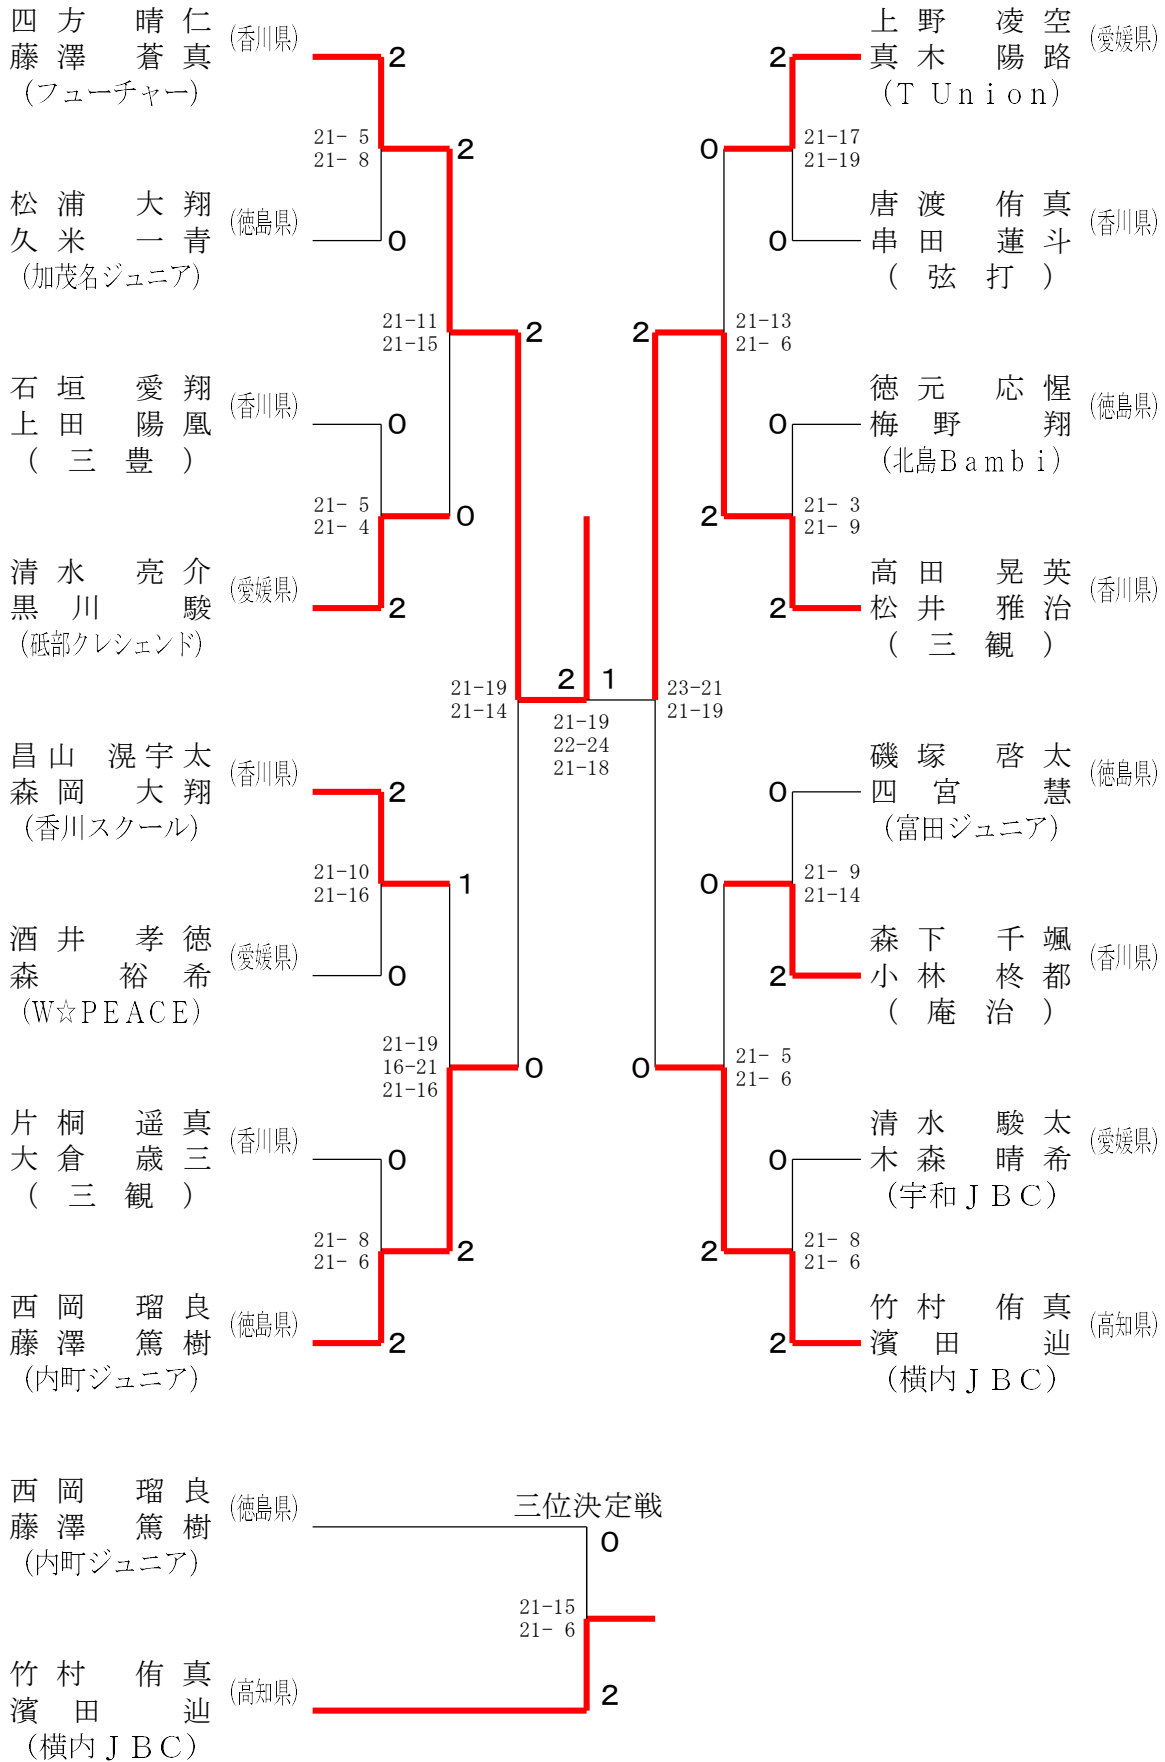 四方 晴仁 (香川県)
藤澤 蒼真
(フューチャー)
2
21- 5
21- 8
2
松浦 大翔 (徳島県)
久米 一青
(加茂名ジュニア)
0
21-11
21-15
2
石垣 愛翔 (香川県)
上田 陽凰
(三豊)
0
21- 5
21- 4
0
清水 亮介 (愛媛県)
黒川 駿
(砥部クレシェンド)
2
21-19
21-14
昌山 滉宇太 (香川県)
森岡 大翔
(香川スクール)
2
21-10
21-16
1
酒井 孝徳 (愛媛県)
森 裕希
(W☆PEACE)
0
21-19
16-21
21-16
0
片桐 遥真 (香川県)
大倉 歳三
(三観)
0
21- 8
21- 6
2
西岡 瑠良 (徳島県)
藤澤 篤樹
(内町ジュニア)
2
2 1
21-19
22-24
21-18
上野 凌空 (愛媛県)
真木 陽路
(T Union)
2
0
21-17
21-19
唐渡 侑真 (香川県)
串田 蓮斗
(弦打)
0
2
21-13
21- 6
徳元 応惺 (徳島県)
梅野 翔
(北島Bambi)
0
2
21- 3
21- 9
高田 晃英 (香川県)
松井 雅治
(三観)
2
23-21
21-19
磯塚 啓太 (徳島県)
四宮 慧
(富田ジュニア)
0
0
21- 9
21-14
森下 千颯 (香川県)
小林 柊都
(庵治)
2
0
21- 5
21- 6
清水 駿太 (愛媛県)
木森 晴希
(宇和JBC)
0
2
21- 8
21- 6
竹村 侑真 (高知県)
濱田 辿
(横内JBC)
2
三位決定戦
西岡 瑠良 (徳島県)
藤澤 篤樹
(内町ジュニア)
0
21-15
21- 6
竹村 侑真 (高知県)
濱田 辿
(横内JBC)
2